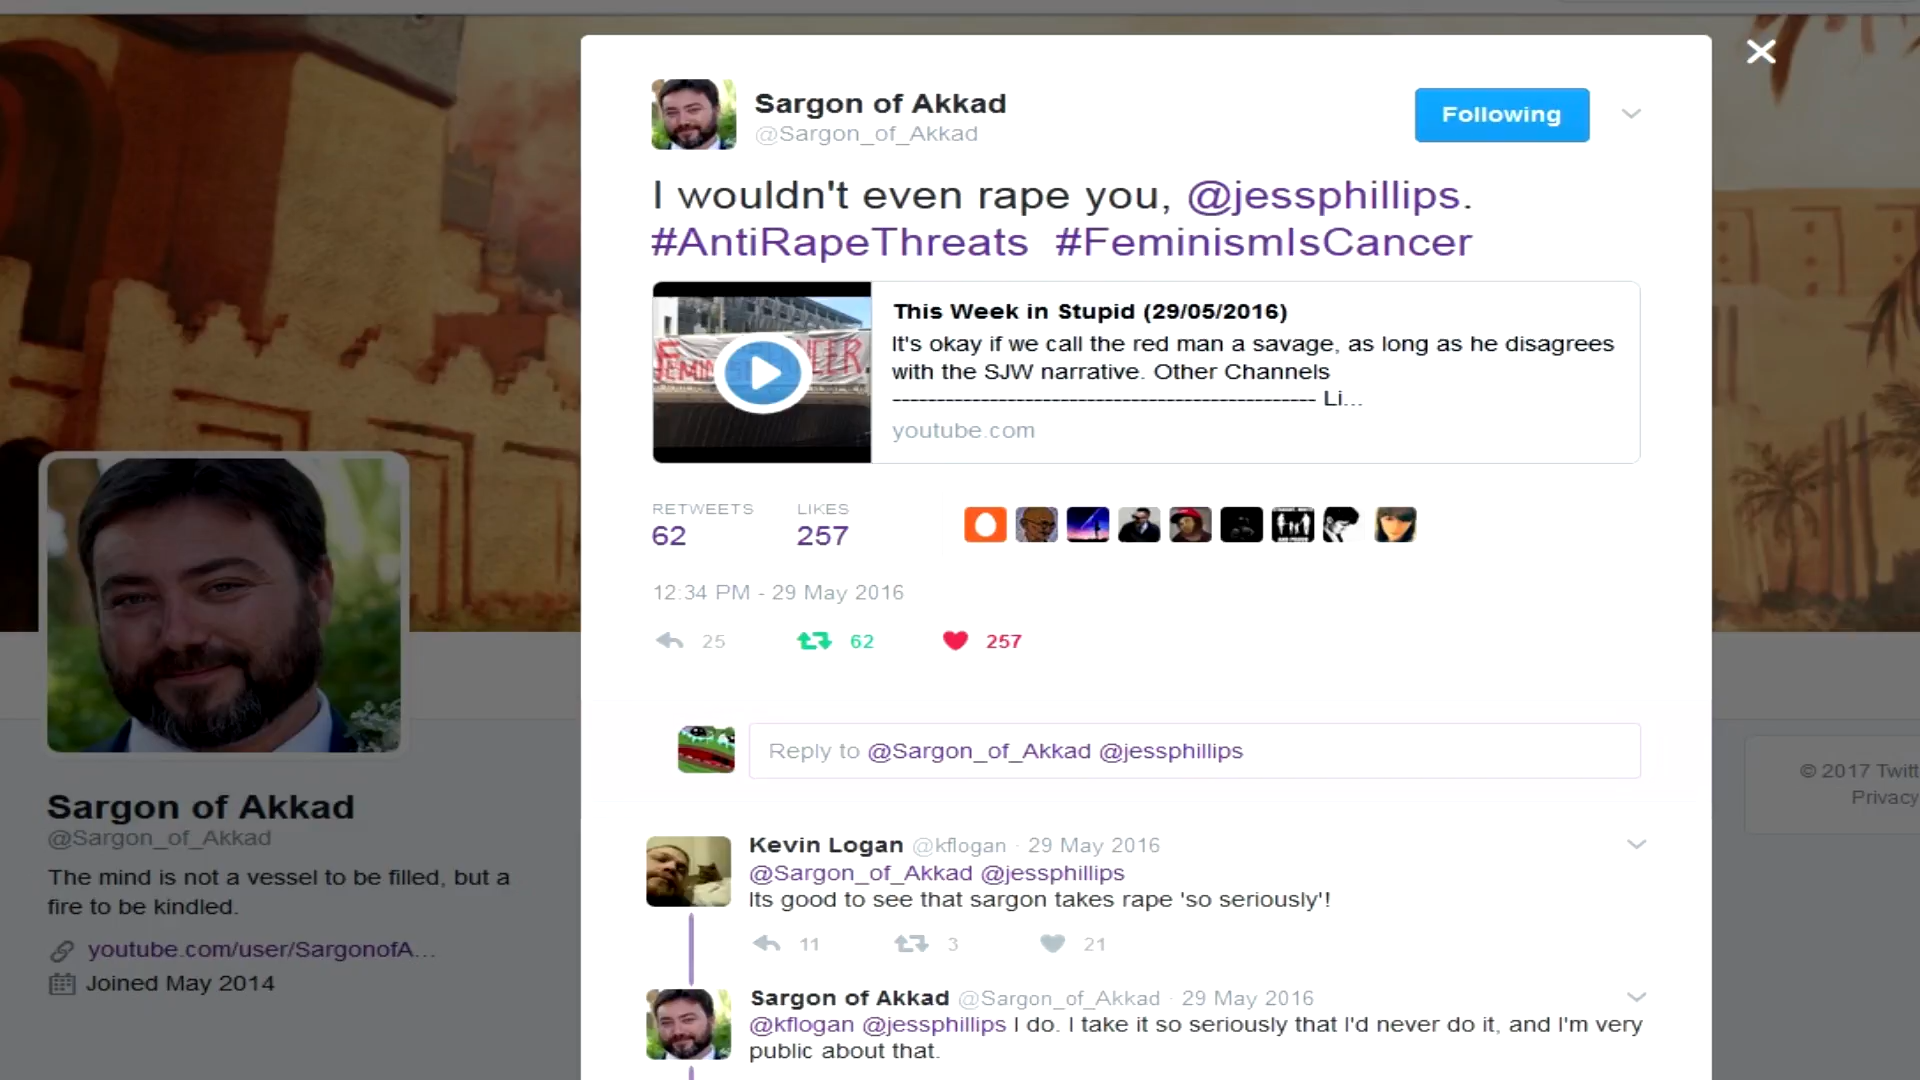 Sargon of Akkad
@Sargon_of_Akkad
Following
I wouldn't even rape you, @jessphillips.
#AntiRapeThreats #FeminismIsCancer
This Week in Stupid (29/05/2016)
It's okay if we call the red man a savage, as long as he disagrees
with the SJW narrative. Other Channels
----------------------------------------------- Li...
youtube.com
RETWEETS
62
LIKES
257
12:34 PM - 29 May 2016
25
62
257
Reply to @Sargon_of_Akkad @jessphillips
Kevin Logan @kflogan · 29 May 2016
@Sargon_of_Akkad @jessphillips
Its good to see that sargon takes rape 'so seriously'!
11
3
21
Sargon of Akkad @Sargon_of_Akkad · 29 May 2016
@kflogan @jessphillips I do. I take it so seriously that I'd never do it, and I'm very
public about that.
Sargon of Akkad
@Sargon_of_Akkad
The mind is not a vessel to be filled, but a
fire to be kindled.
youtube.com/user/SargonofA...
Joined May 2014
© 2017 Twitt
Privacy